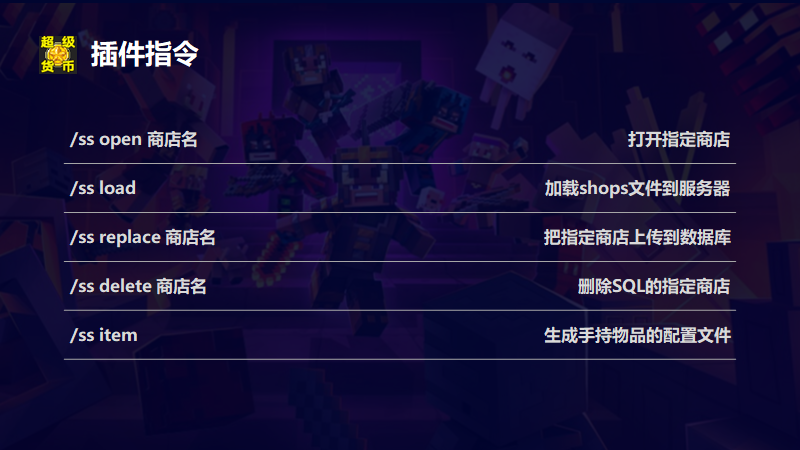 超级
货币
插件指令
/ss open 商店名 打开指定商店
/ss load 加载shops文件到服务器
/ss replace 商店名 把指定商店上传到数据库
/ss delete 商店名 删除SQL的指定商店
/ss item 生成手持物品的配置文件